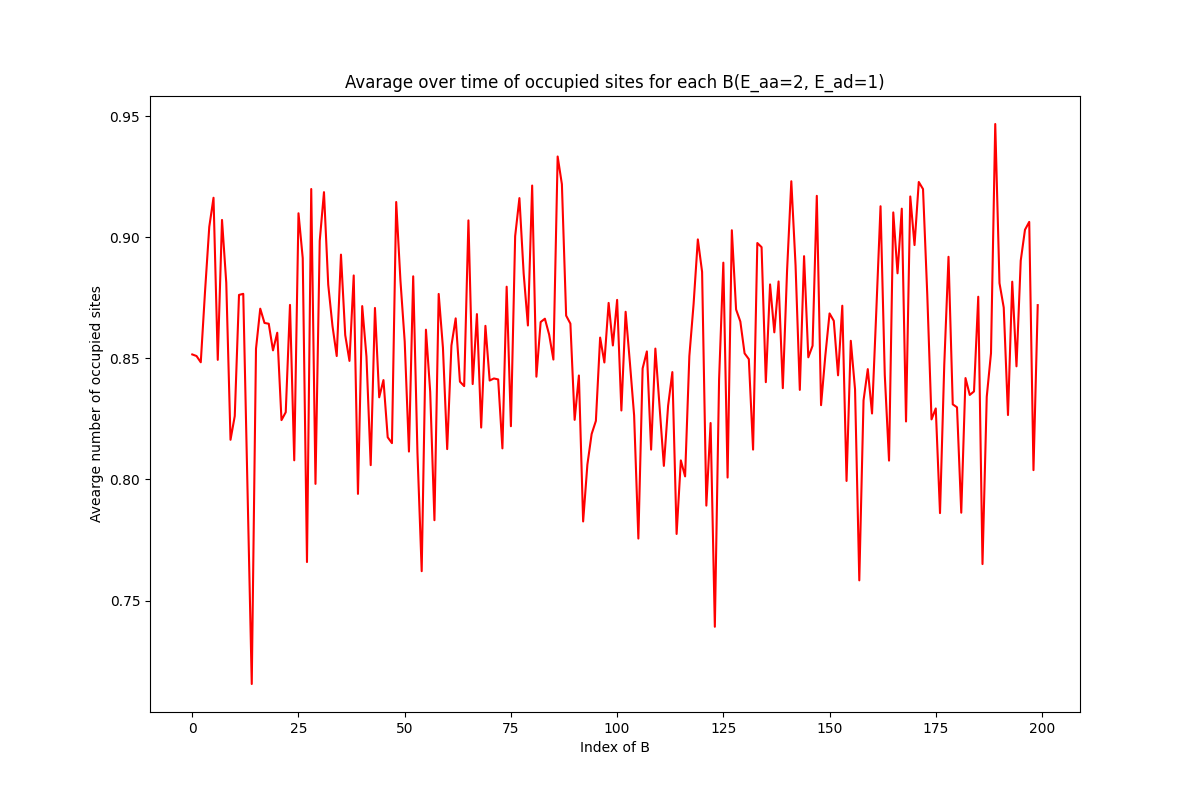 Avarage over time of occupied sites for each B(E_aa=2, E_ad=1)
0.95
0.90
0.85
0.80
0.75
Avearge number of occupied sites
0 25 50 75 100 125 150 175 200
Index of B